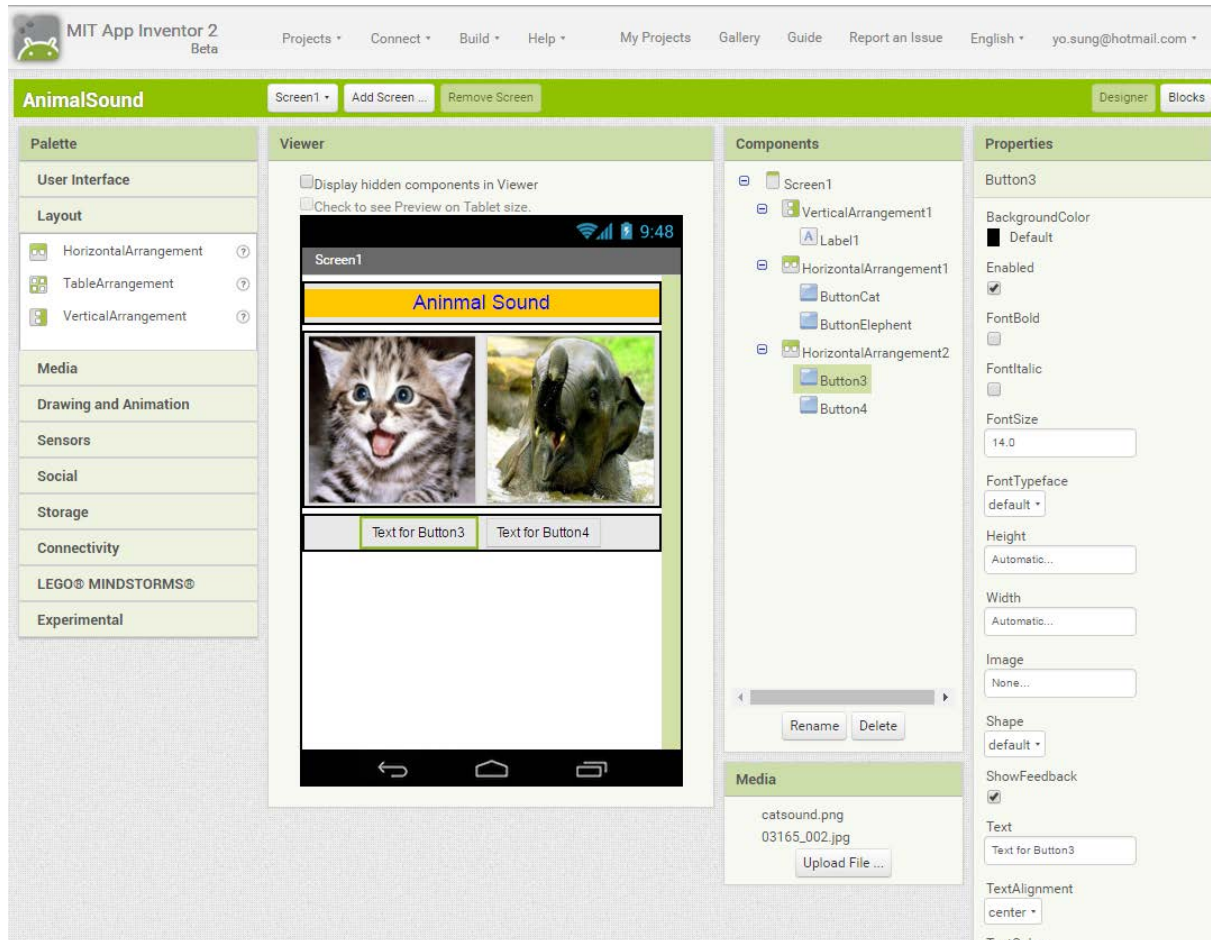 MIT App Inventor 2
Beta
Projects Connect Build Help My Projects Gallery Guide Report an Issue English yo.sung@hotmail.com
AnimalSound
Screen1 Add Screen ... Remove Screen
Designer Blocks
Palette
User Interface
Layout
HorizontalArrangement
TableArrangement
VerticalArrangement
Media
Drawing and Animation
Sensors
Social
Storage
Connectivity
LEGO® MINDSTORMS®
Experimental
Viewer
Display hidden components in Viewer
Check to see Preview on Tablet size.
9:48
Screen1
Aninmal Sound
Text for Button3 Text for Button4
Components
Screen1
VerticalArrangement1
A Label1
HorizontalArrangement1
ButtonCat
ButtonElephent
HorizontalArrangement2
Button3
Button4
Rename Delete
Media
catsound.png
03165_002.jpg
Upload File ...
Properties
Button3
BackgroundColor
Default
Enabled
FontBold
FontItalic
FontSize
14.0
FontTypeface
default
Height
Automatic...
Width
Automatic...
Image
None...
Shape
default
ShowFeedback
Text
Text for Button3
TextAlignment
center